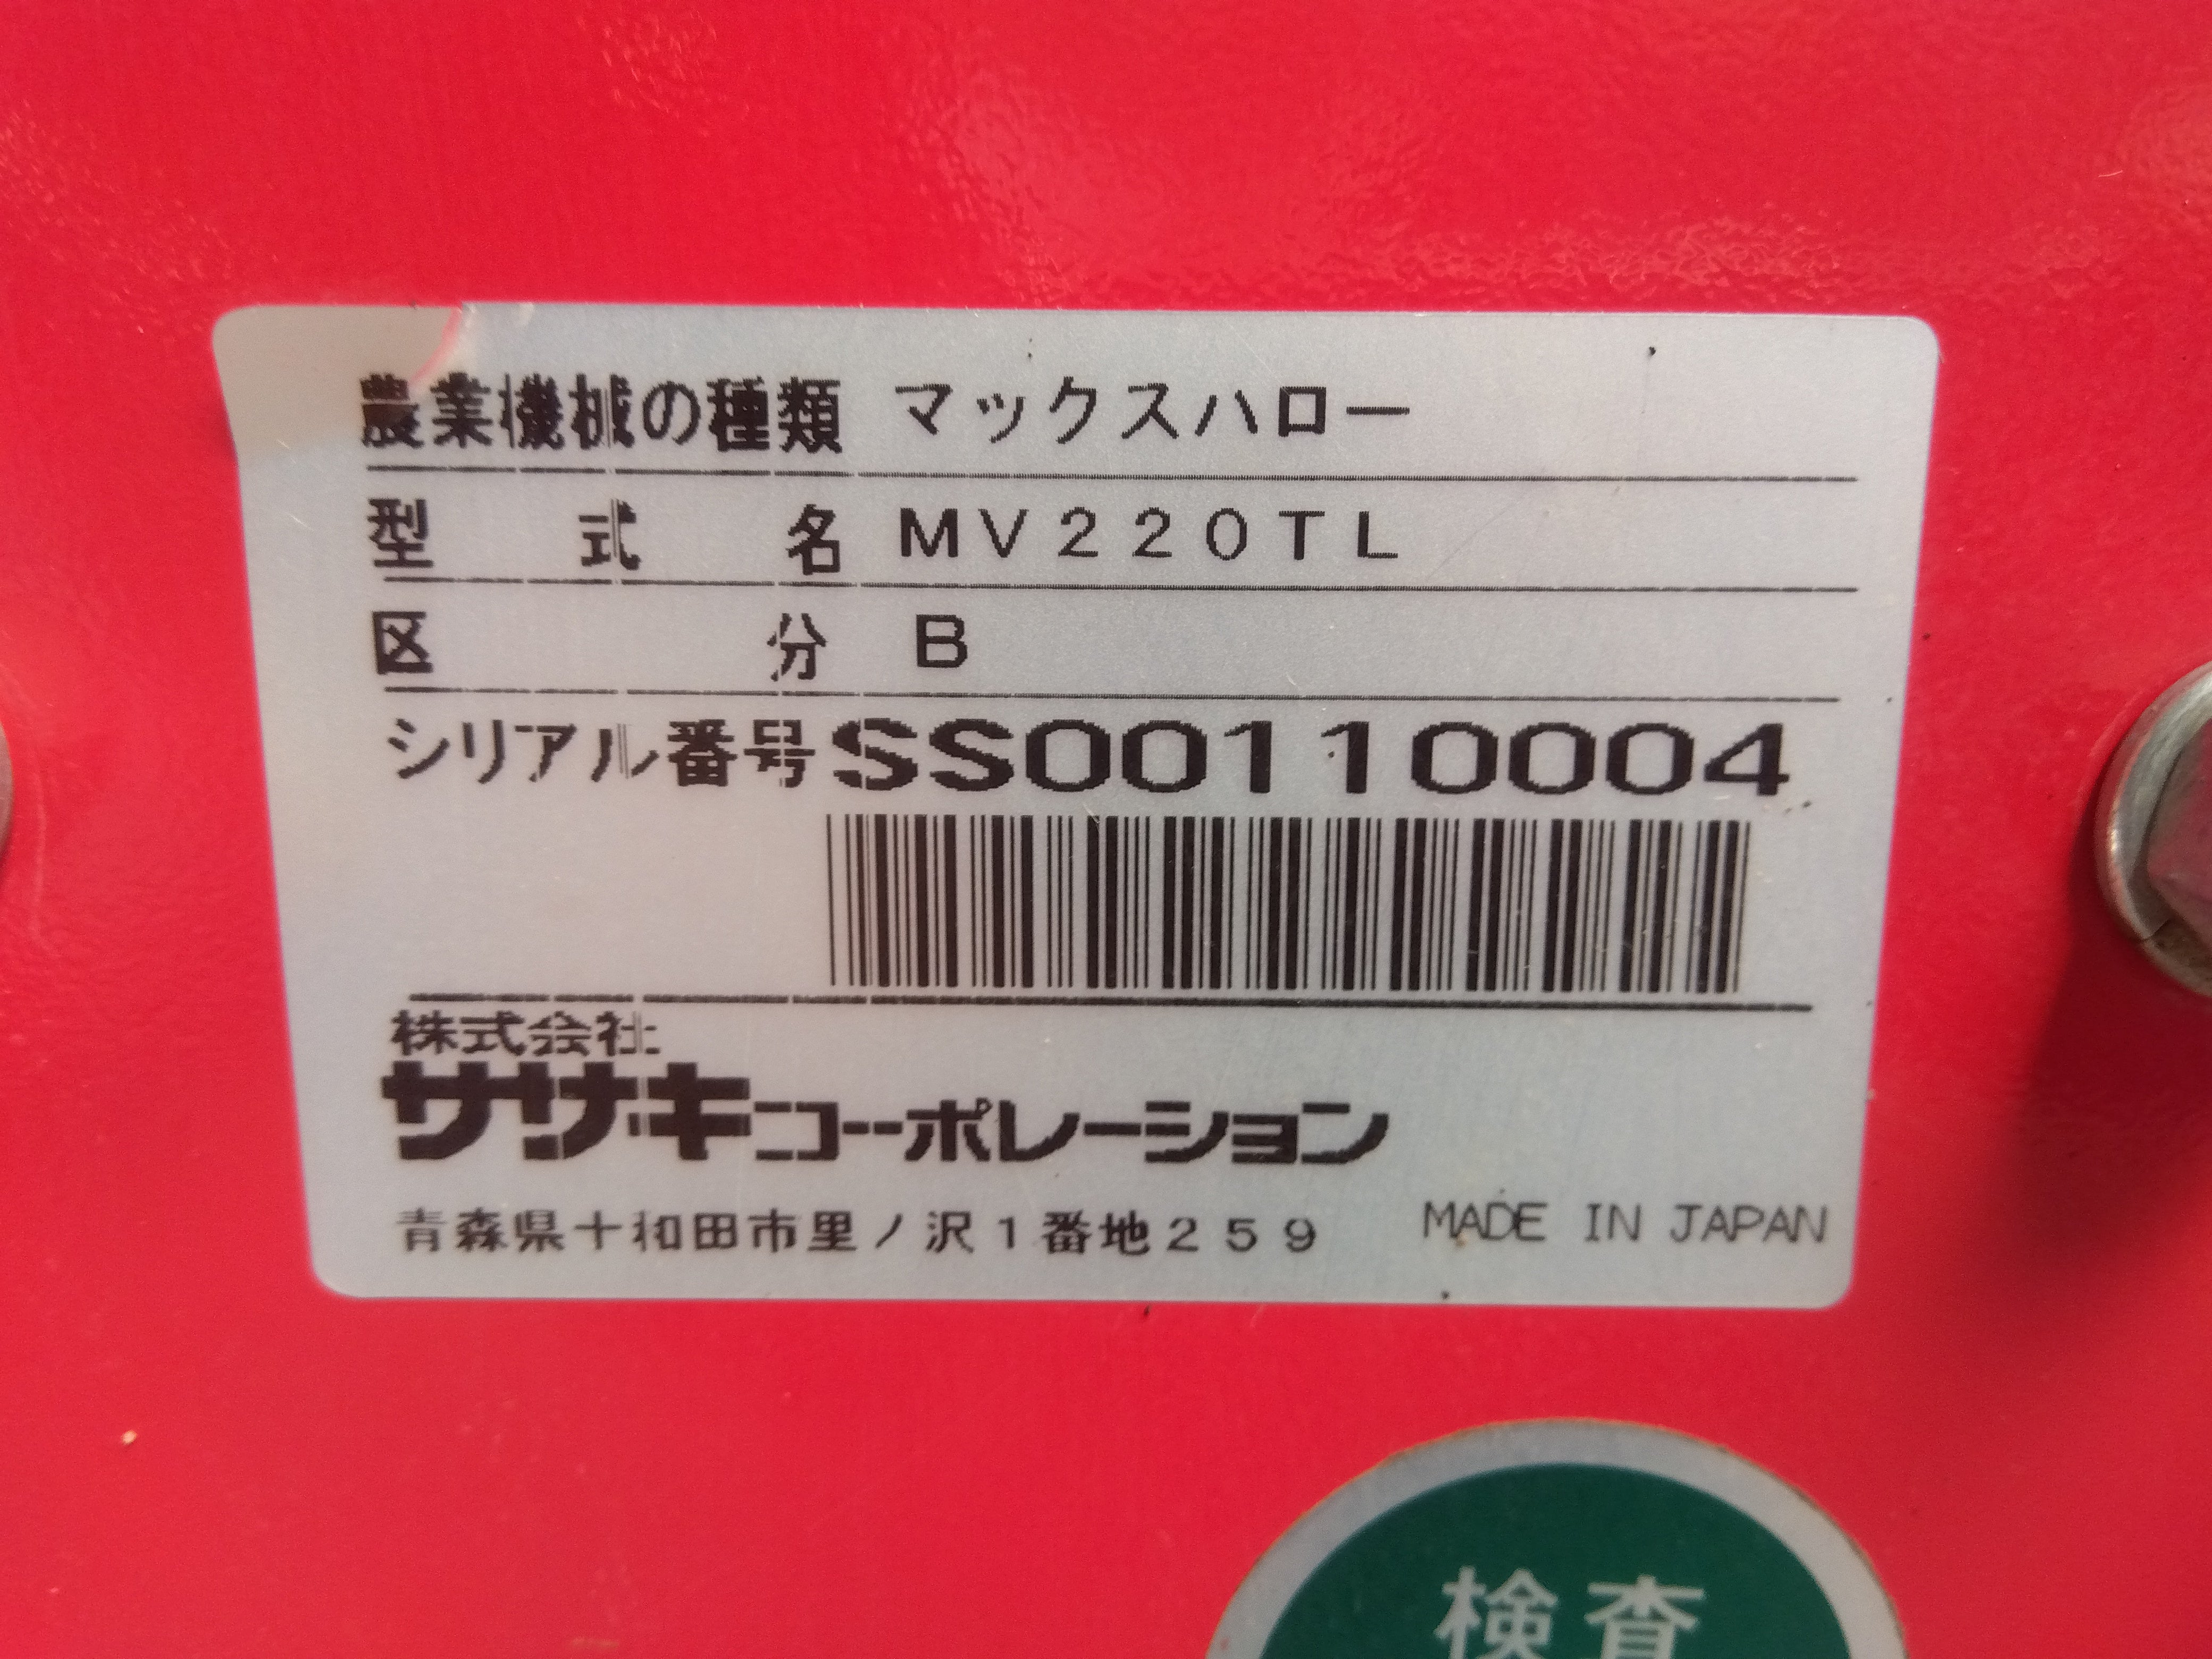 農業機械の種類 マックスハロー
型式名 MV220TL
区分 B
シリアル番号 SS00110004
株式会社
ササキコーポレーション
青森県十和田市里ノ沢1番地259 MADE IN JAPAN
検査